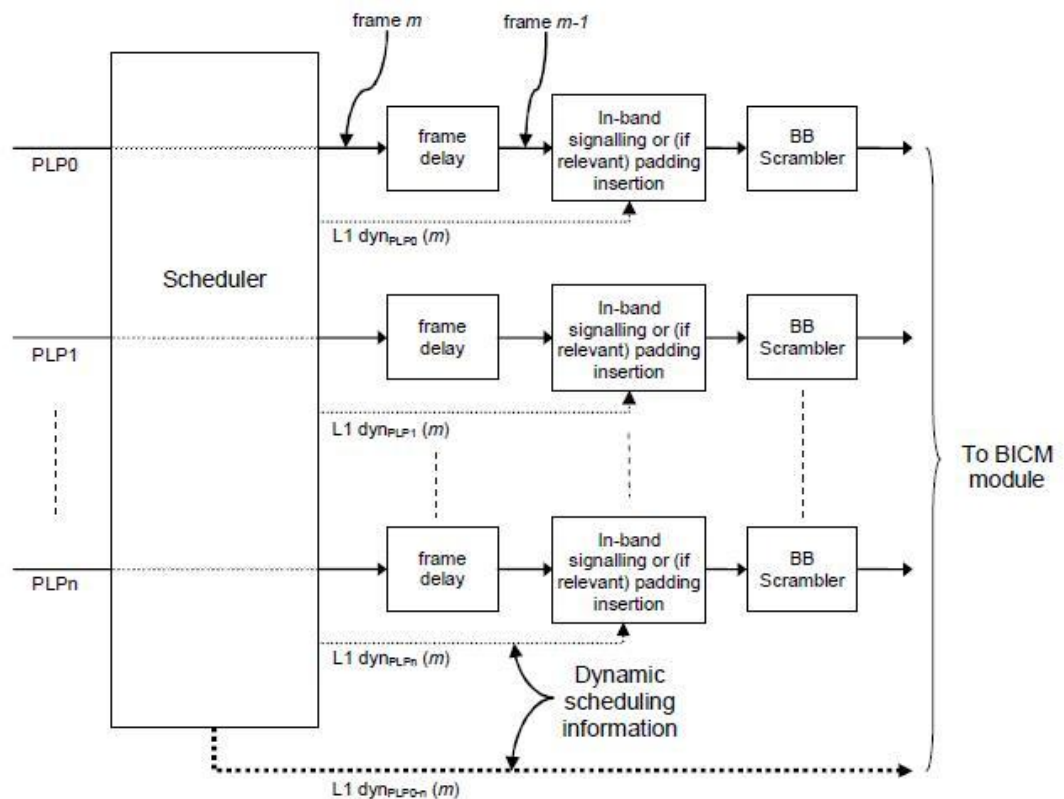 frame m
frame m-1
PLP0
frame
delay
In-band
signalling or (if
relevant) padding
insertion
BB
Scrambler
L1 dynPLP0 (m)
Scheduler
PLP1
frame
delay
In-band
signalling or (if
relevant) padding
insertion
BB
Scrambler
L1 dynPLP1 (m)
To BICM
module
PLPn
frame
delay
In-band
signalling or (if
relevant) padding
insertion
BB
Scrambler
L1 dynPLPn (m)
Dynamic
scheduling
information
L1 dynPLP0-n (m)